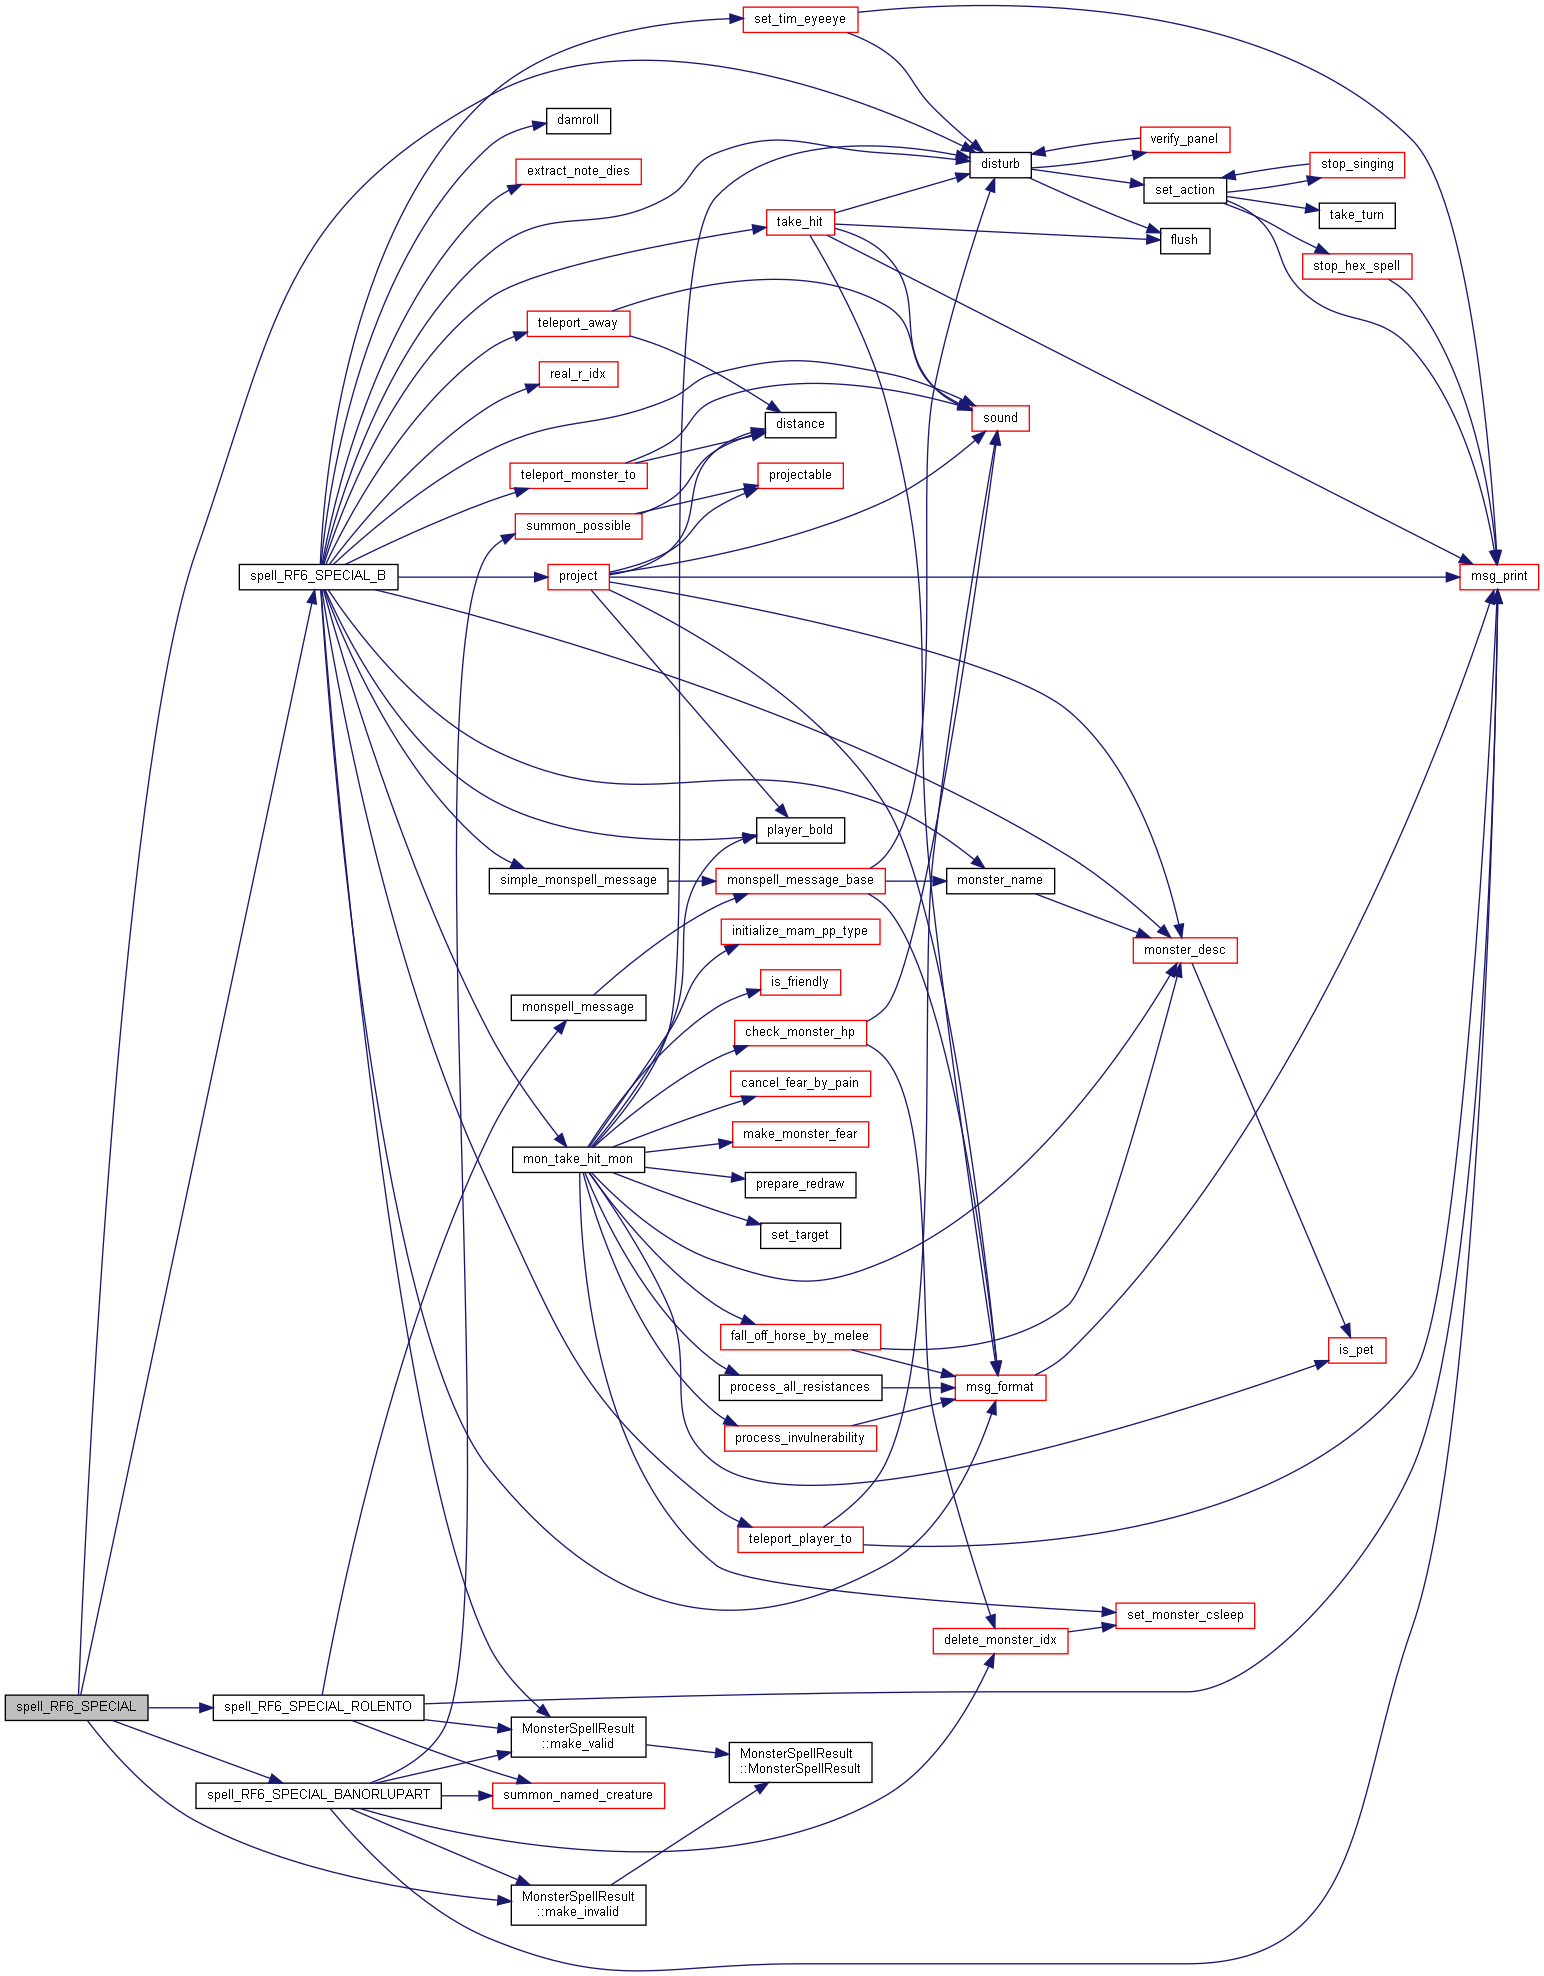 set_tim_eyeeye
damroll
disturb
verify_panel
extract_note_dies
stop_singing
set_action
take_hit
take_turn
flush
stop_hex_spell
teleport_away
real_r_idx
distance
sound
teleport_monster_to
projectable
summon_possible
spell_RF6_SPECIAL_B
project
msg_print
player_bold
simple_monspell_message
monspell_message_base
monster_name
initialize_mam_pp_type
monster_desc
is_friendly
monspell_message
check_monster_hp
cancel_fear_by_pain
make_monster_fear
mon_take_hit_mon
prepare_redraw
set_target
fall_off_horse_by_melee
is_pet
process_all_resistances
msg_format
process_invulnerability
teleport_player_to
set_monster_csleep
delete_monster_idx
spell_RF6_SPECIAL
spell_RF6_SPECIAL_ROLENTO
MonsterSpellResult
::make_valid
MonsterSpellResult
::MonsterSpellResult
spell_RF6_SPECIAL_BANORLUPART
summon_named_creature
MonsterSpellResult
::make_invalid